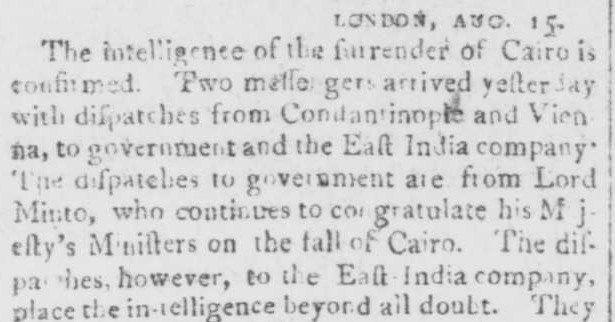 LONDON, AUG. 15.
The intelligence of the ſurrender of Cairo is
confirmed. Two meſſengers arrived yeſterday
with diſpatches from Conſtantinople and Vien
na, to government and the Eaſt India company.
The diſpatches to government are from Lord
Minto, who continues to congratulate his Maj-
eſty's Miniſters on the fall of Cairo. The diſ-
patches, however, to the Eaſt-India company,
place the intelligence beyond all doubt. They